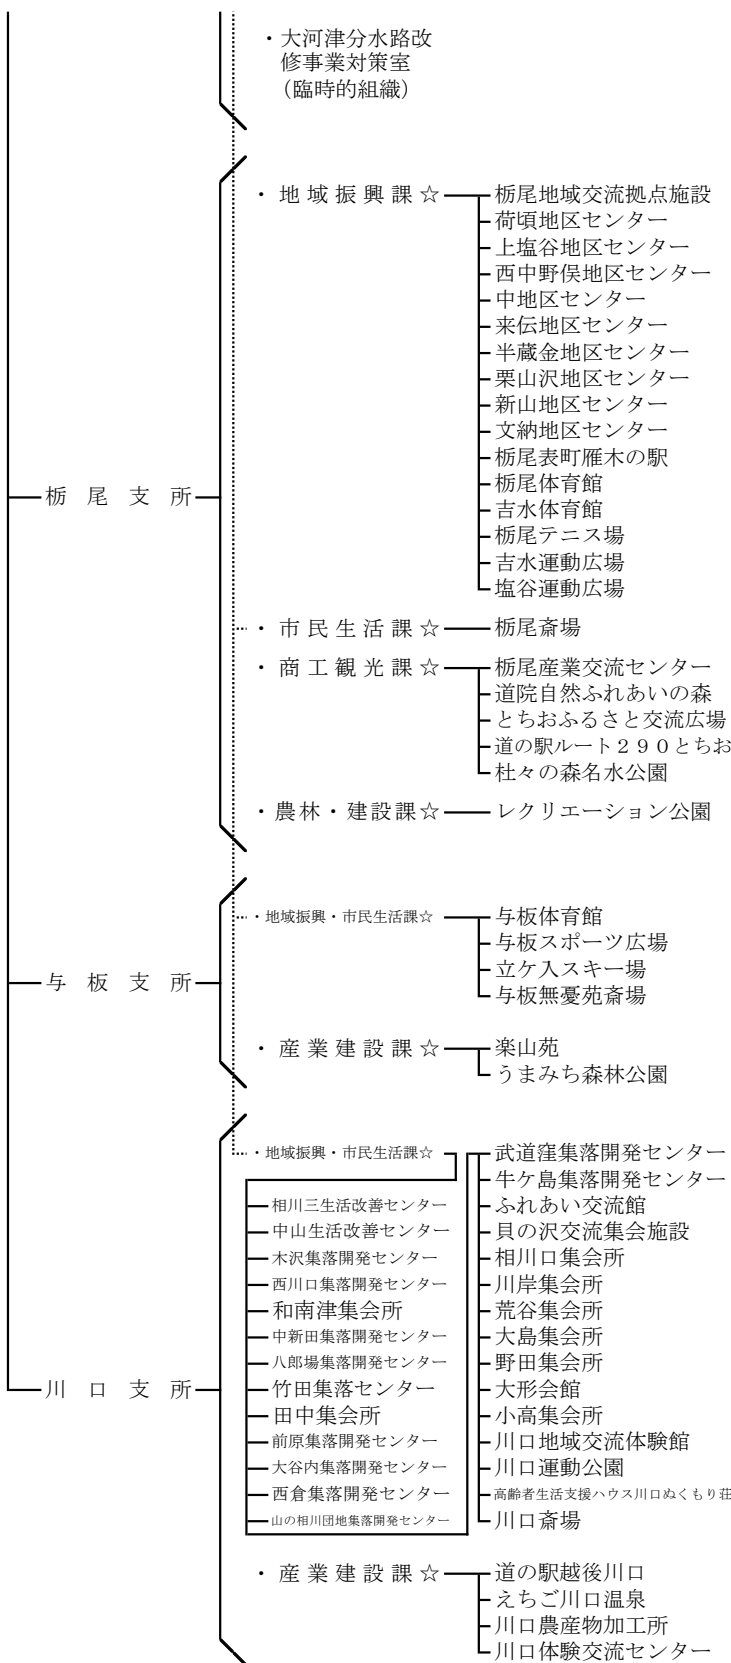 ・大河津分水路改
修事業対策室
（臨時的組織）
栃尾支所
・地域振興課☆
栃尾地域交流拠点施設
荷頃地区センター
上塩谷地区センター
西中野俣地区センター
中地区センター
来伝地区センター
半蔵金地区センター
栗山沢地区センター
新山地区センター
文納地区センター
栃尾表町雁木の駅
栃尾体育館
吉水体育館
栃尾テニス場
吉水運動広場
塩谷運動広場
・市民生活課☆
栃尾斎場
・商工観光課☆
栃尾産業交流センター
道院自然ふれあいの森
とちおふるさと交流広場
道の駅ルート２９０とちお
杜々の森名水公園
・農林・建設課☆
レクリエーション公園
与板支所
・地域振興・市民生活課☆
与板体育館
与板スポーツ広場
立ケ入スキー場
与板無憂苑斎場
・産業建設課☆
楽山苑
うまみち森林公園
川口支所
・地域振興・市民生活課☆
相川三生活改善センター
中山生活改善センター
木沢集落開発センター
西川口集落開発センター
和南津集会所
中新田集落開発センター
八郎場集落開発センター
竹田集落センター
田中集会所
前原集落開発センター
大谷内集落開発センター
西倉集落開発センター
山の相川団地集落開発センター
武道窪集落開発センター
牛ケ島集落開発センター
ふれあい交流館
貝の沢交流集会施設
相川口集会所
川岸集会所
荒谷集会所
大島集会所
野田集会所
大形会館
小高集会所
川口地域交流体験館
川口運動公園
高齢者生活支援ハウス川口ぬくもり荘
川口斎場
・産業建設課☆
道の駅越後川口
えちご川口温泉
川口農産物加工所
川口体験交流センター